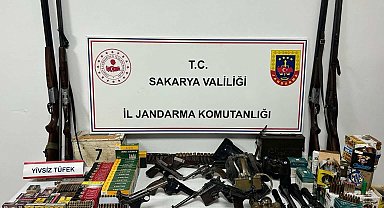 T.C.
SAKARYA VALİLİĞİ
İL JANDARMA KOMUTANLIĞI
YİVSİZ TÜFEK